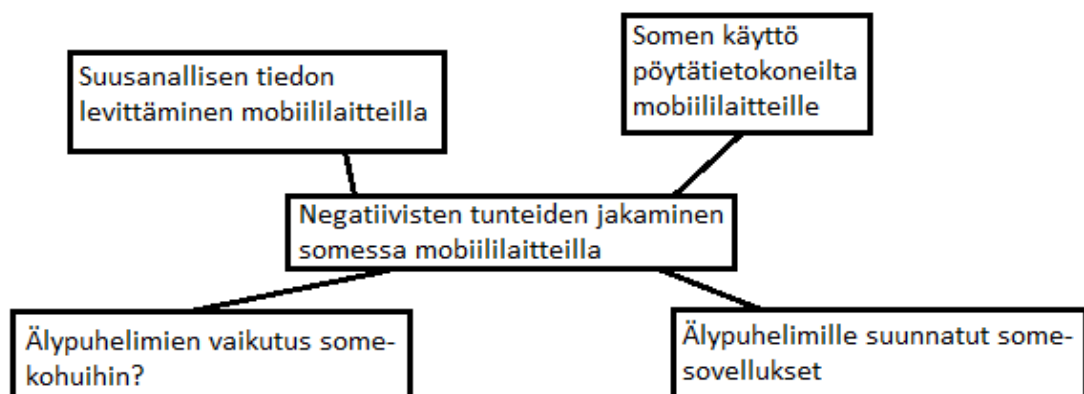 Suusanallisen tiedon
levittäminen mobiililaitteilla
Somen käyttö
pöytätietokoneilta
mobiililaitteille
Negatiivisten tunteiden jakaminen
somessa mobiililaitteilla
Älypuhelimien vaikutus some-
kohuihin?
Älypuhelimille suunnatut some-
sovellukset